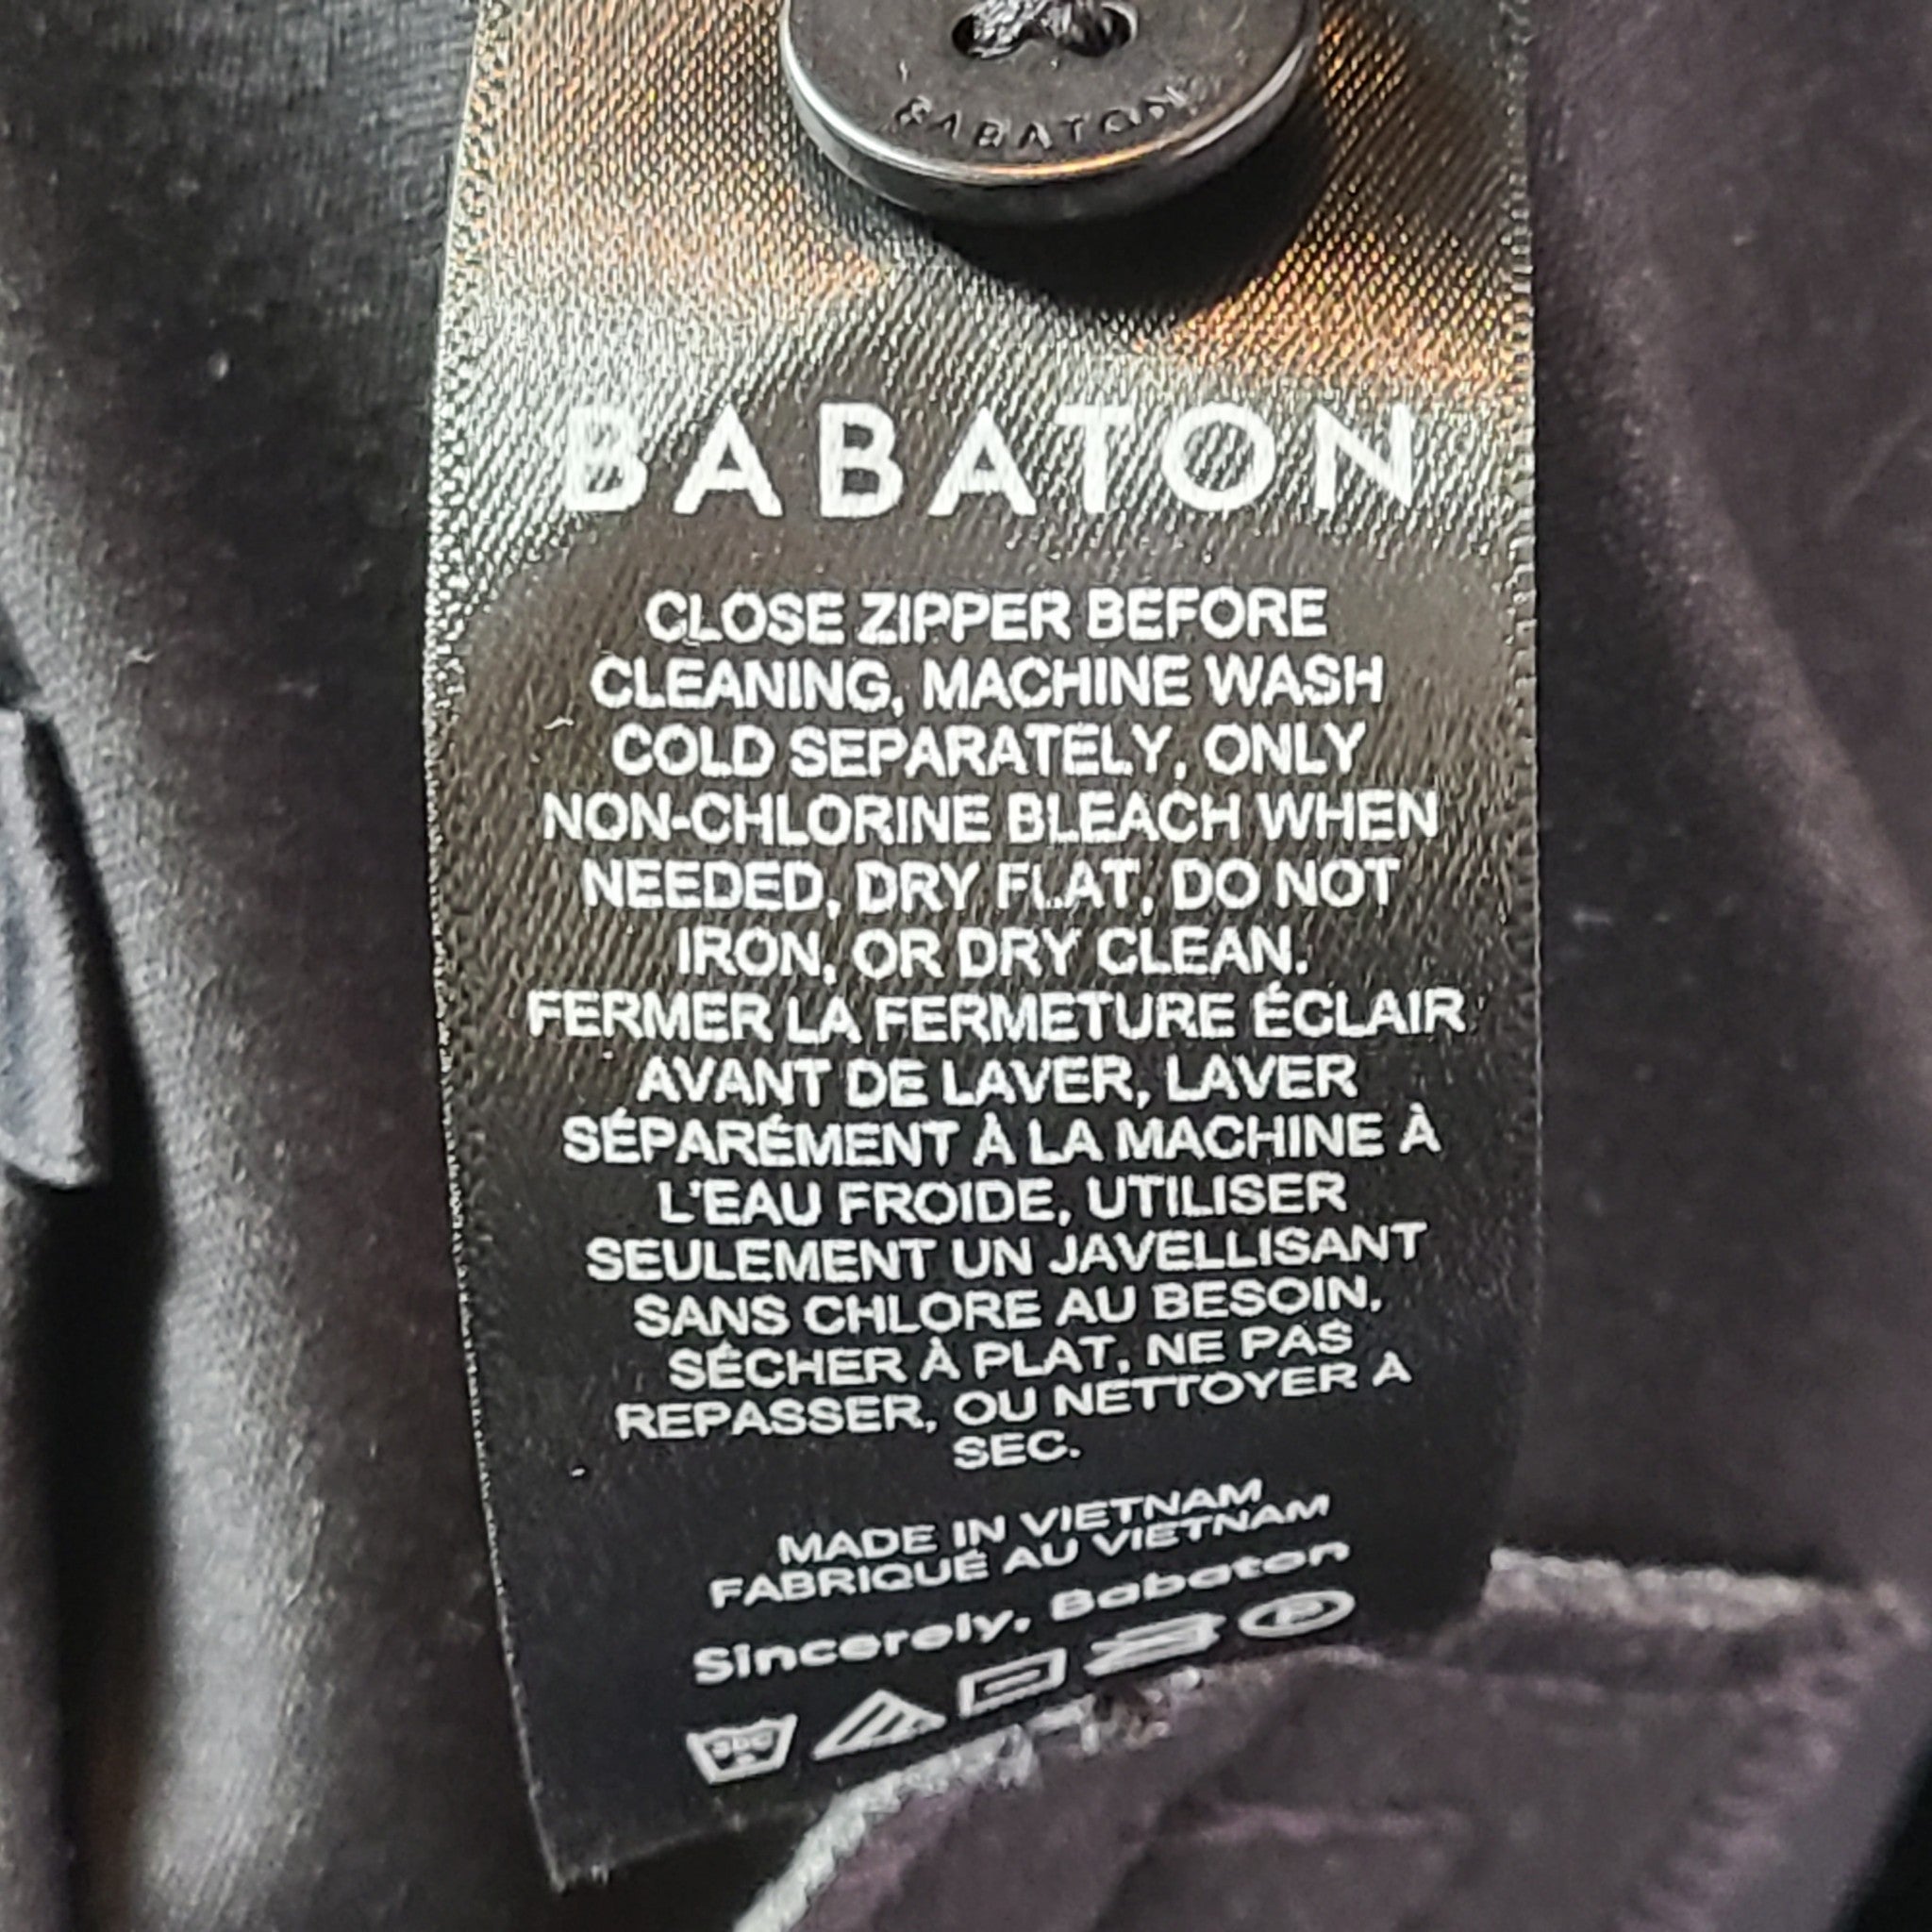 BABATON
BABATON
CLOSE ZIPPER BEFORE
CLEANING, MACHINE WASH
COLD SEPARATELY, ONLY
NON-CHLORINE BLEACH WHEN
NEEDED, DRY FLAT, DO NOT
IRON, OR DRY CLEAN.
FERMER LA FERMETURE ÉCLAIR
AVANT DE LAVER, LAVER
SÉPARÉMENT À LA MACHINE À
L'EAU FROIDE, UTILISER
SEULEMENT UN JAVELLISANT
SANS CHLORE AU BESOIN,
SÉCHER À PLAT, NE PAS
REPASSER, OU NETTOYER À
SEC.
MADE IN VIETNAM
FABRIQUÉ AU VIETNAM
Sincerely, Babaton